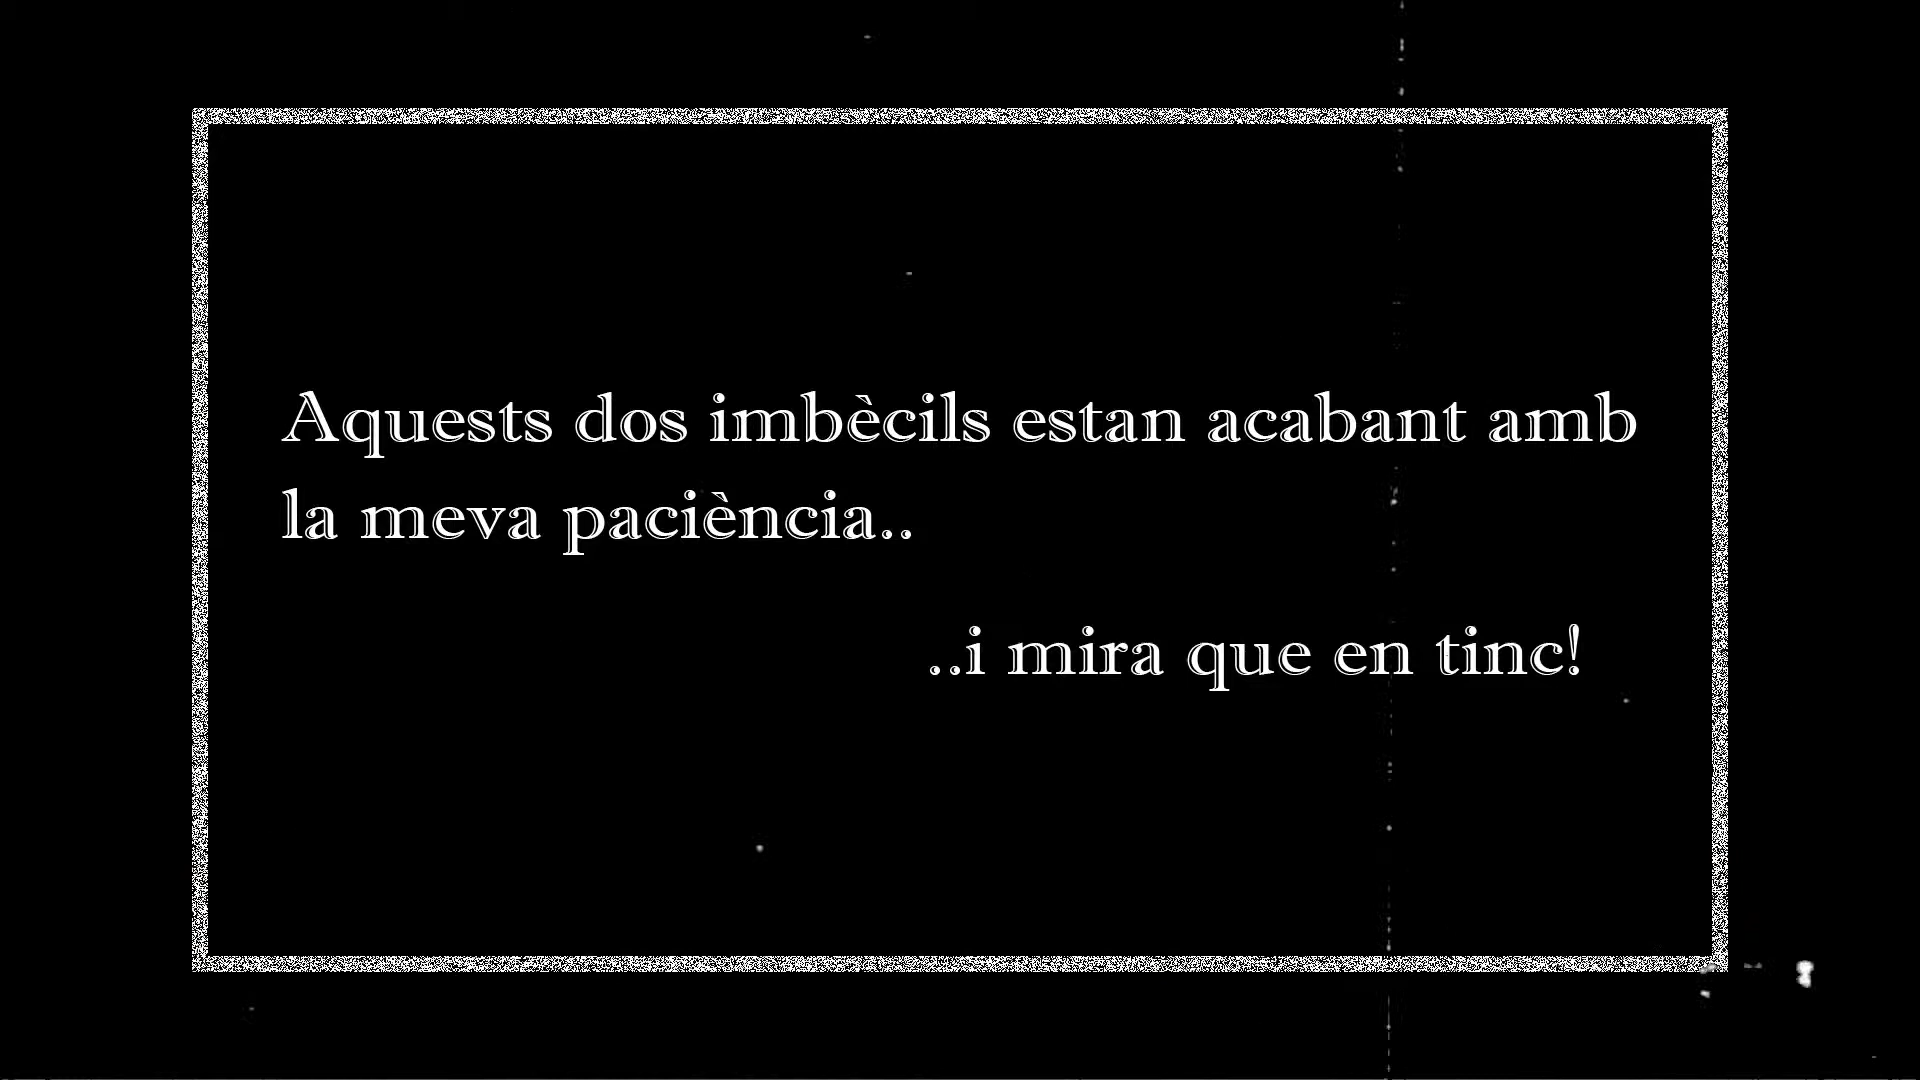 Aquests dos imbècils estan acabant amb
la meva paciència..
..i mira que en tinc!